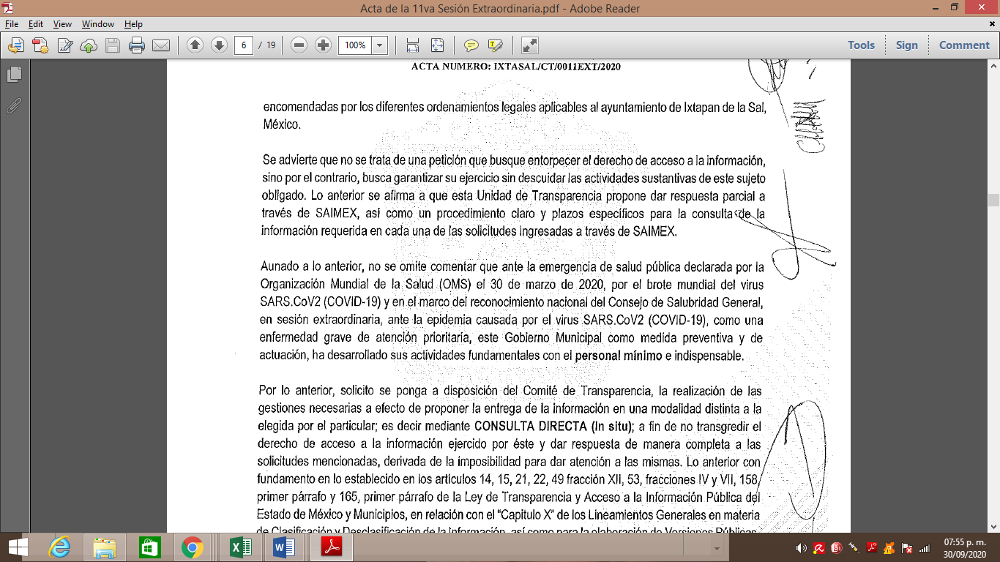 Acta de la 11va Sesión Extraordinaria.pdf - Adobe Reader
File Edit View Window Help
6 / 19 100% Tools Sign Comment
ACTA NUMERO: IXTASAL/CT/0011EXT/2020
encomendadas por los diferentes ordenamientos legales aplicables al ayuntamiento de Ixtapan de la Sal,
México.
Se advierte que no se trata de una petición que busque entorpecer el derecho de acceso a la información,
sino por el contrario, busca garantizar su ejercicio sin descuidar las actividades sustantivas de este sujeto
obligado. Lo anterior se afirma a que esta Unidad de Transparencia propone dar respuesta parcial a
través de SAIMEX, así como un procedimiento claro y plazos específicos para la consulta de la
información requerida en cada una de las solicitudes ingresadas a través de SAIMEX.
Aunado a lo anterior, no se omite comentar que ante la emergencia de salud pública declarada por la
Organización Mundial de la Salud (OMS) el 30 de marzo de 2020, por el brote mundial del virus
SARS.CoV2 (COVID-19) y en el marco del reconocimiento nacional del Consejo de Salubridad General,
en sesión extraordinaria, ante la epidemia causada por el virus SARS.CoV2 (COVID-19), como una
enfermedad grave de atención prioritaria, este Gobierno Municipal como medida preventiva y de
actuación, ha desarrollado sus actividades fundamentales con el personal mínimo e indispensable.
Por lo anterior, solicito se ponga a disposición del Comité de Transparencia, la realización de las
gestiones necesarias a efecto de proponer la entrega de la información en una modalidad distinta a la
elegida por el particular; es decir mediante CONSULTA DIRECTA (In situ); a fin de no transgredir el
derecho de acceso a la información ejercido por éste y dar respuesta de manera completa a las
solicitudes mencionadas, derivada de la imposibilidad para dar atención a las mismas. Lo anterior con
fundamento en lo establecido en los artículos 14, 15, 21, 22, 49 fracción XII, 53, fracciones IV y VII, 158,
primer párrafo y 165, primer párrafo de la Ley de Transparencia y Acceso a la Información Pública del
Estado de México y Municipios, en relación con el "Capitulo X" de los Lineamientos Generales en materia
de Clasificación y Desclasificación de la Información, así como para la elaboración de Versiones Públicas
07:55 p. m.
30/09/2020